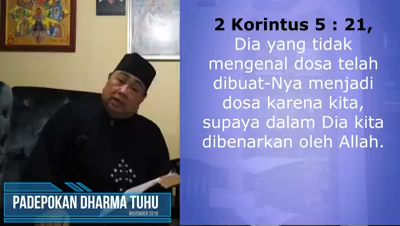 2 Korintus 5 : 21,
Dia yang tidak
mengenal dosa telah
dibuat-Nya menjadi
dosa karena kita,
supaya dalam Dia kita
dibenarkan oleh Allah.
PADEPOKAN DHARMA TUHU
NOVEMBER 2019